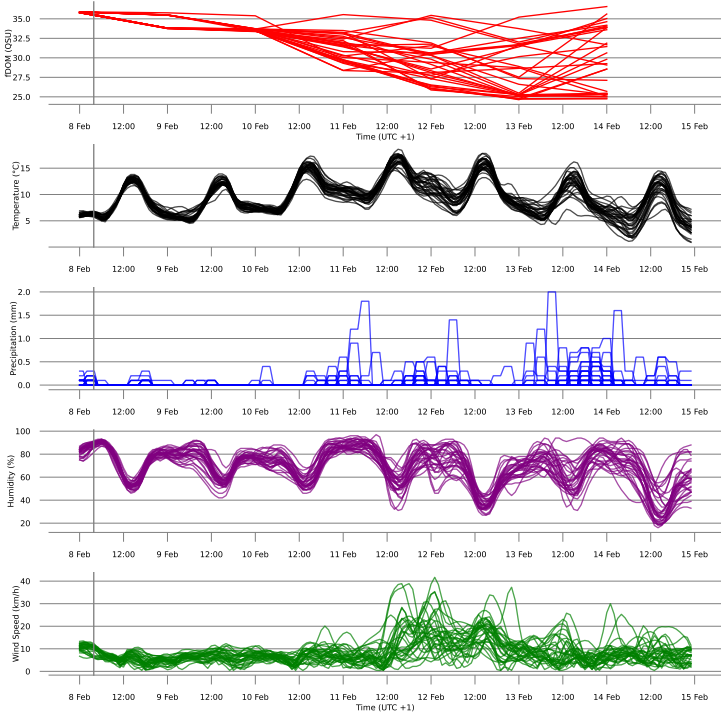 35.0
32.5
30.0
27.5
25.0
fDOM (QSU)
8 Feb 12:00 9 Feb 12:00 10 Feb 12:00 11 Feb 12:00 12 Feb 12:00 13 Feb 12:00 14 Feb 12:00 15 Feb
Time (UTC +1)
15
10
5
Temperature (°C)
8 Feb 12:00 9 Feb 12:00 10 Feb 12:00 11 Feb 12:00 12 Feb 12:00 13 Feb 12:00 14 Feb 12:00 15 Feb
2.0
1.5
1.0
0.5
0.0
Precipitation (mm)
8 Feb 12:00 9 Feb 12:00 10 Feb 12:00 11 Feb 12:00 12 Feb 12:00 13 Feb 12:00 14 Feb 12:00 15 Feb
100
80
60
40
20
Humidity (%)
8 Feb 12:00 9 Feb 12:00 10 Feb 12:00 11 Feb 12:00 12 Feb 12:00 13 Feb 12:00 14 Feb 12:00 15 Feb
40
30
20
10
0
Wind Speed (km/h)
8 Feb 12:00 9 Feb 12:00 10 Feb 12:00 11 Feb 12:00 12 Feb 12:00 13 Feb 12:00 14 Feb 12:00 15 Feb
Time (UTC +1)